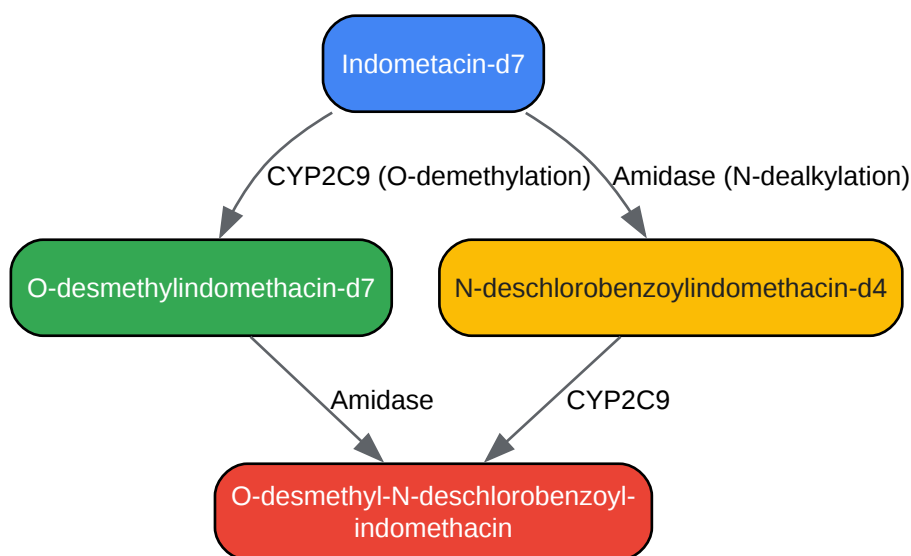 Indometacin-d7
CYP2C9 (O-demethylation)
Amidase (N-dealkylation)
O-desmethylindomethacin-d7
N-deschlorobenzoylindomethacin-d4
Amidase
CYP2C9
O-desmethyl-N-deschlorobenzoyl-
indomethacin